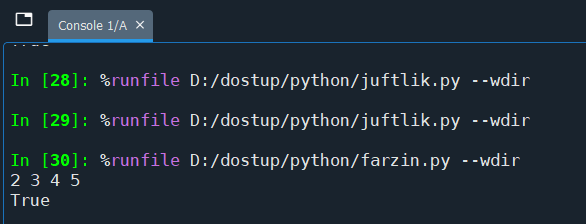 Console 1/A ×
True
In [28]: %runfile D:/dostup/python/juftlik.py --wdir
In [29]: %runfile D:/dostup/python/juftlik.py --wdir
In [30]: %runfile D:/dostup/python/farzin.py --wdir
2 3 4 5
True